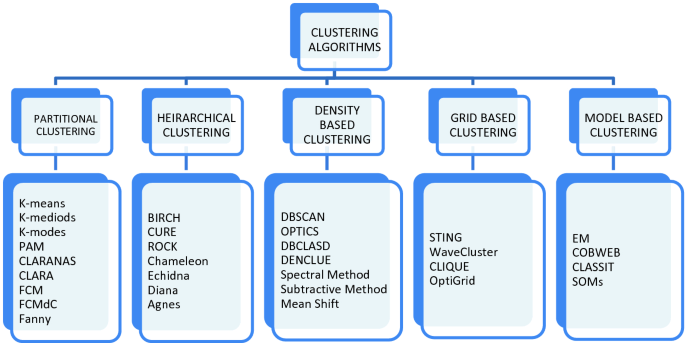 CLUSTERING
ALGORITHMS
PARTITIONAL
CLUSTERING
HEIRARCHICAL
CLUSTERING
DENSITY
BASED
CLUSTERING
GRID BASED
CLUSTERING
MODEL BASED
CLUSTERING
K-means
K-mediods
K-modes
PAM
CLARANAS
CLARA
FCM
FCMdC
Fanny
BIRCH
CURE
ROCK
Chameleon
Echidna
Diana
Agnes
DBSCAN
OPTICS
DBCLASD
DENCLUE
Spectral Method
Subtractive Method
Mean Shift
STING
WaveCluster
CLIQUE
OptiGrid
EM
COBWEB
CLASSIT
SOMs